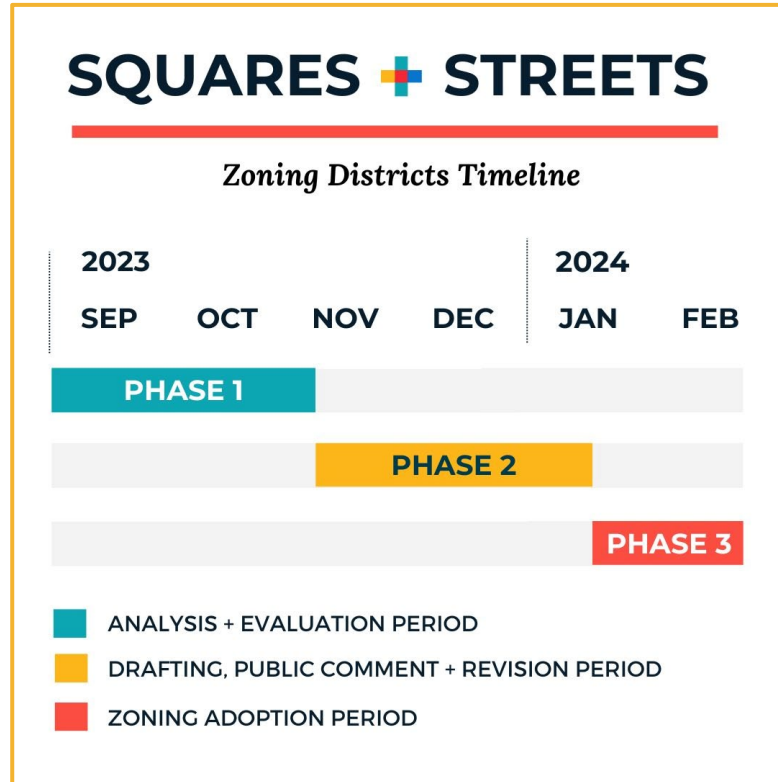 SQUARES + STREETS
Zoning Districts Timeline
2023 2024
SEP OCT NOV DEC JAN FEB
PHASE 1
PHASE 2
PHASE 3
ANALYSIS + EVALUATION PERIOD
DRAFTING, PUBLIC COMMENT + REVISION PERIOD
ZONING ADOPTION PERIOD